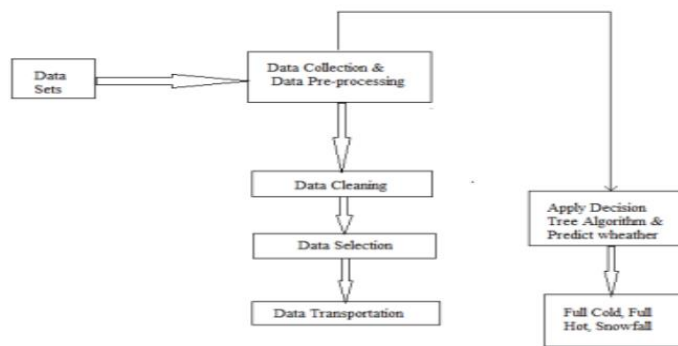 Data
Sets
Data Collection &
Data Pre-processing
Data Cleaning
Data Selection
Data Transportation
Apply Decision
Tree Algorithm &
Predict wheather
Full Cold, Full
Hot, Snowfall